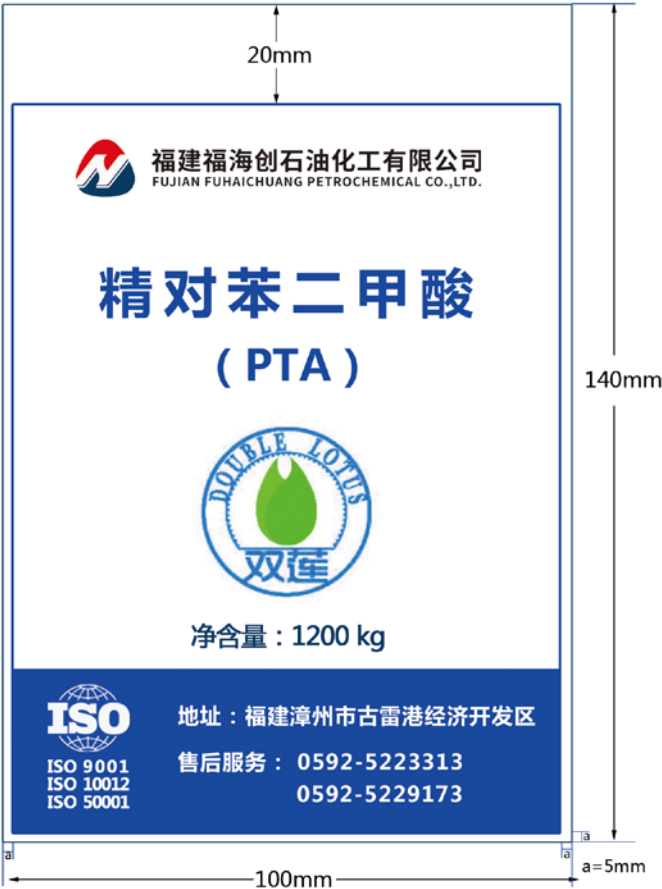 20mm
福建福海创石油化工有限公司
FUJIAN FUHAICHUANG PETROCHEMICAL CO.,LTD.
精对苯二甲酸
（PTA）
140mm
DOUBLE LOTUS
双莲
净含量：1200 kg
ISO
ISO 9001
ISO 10012
ISO 50001
地址：福建漳州市古雷港经济开发区
售后服务： 0592-5223313
0592-5229173
a
a
a
a=5mm
100mm